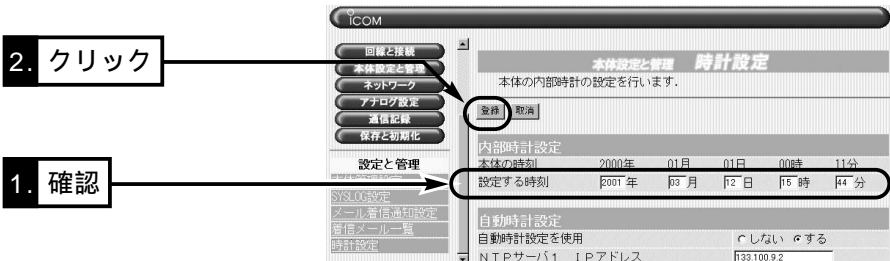 ICOM
2. クリック
1. 確認
回線と接続
本体設定と管理
ネットワーク
アナログ設定
通信記録
保存と初期化
設定と管理
SYSLOG設定
メール着信通知設定
着信メール一覧
時計設定
本体設定と管理 時計設定
本体の内部時計の設定を行います.
登録 取消
内部時計設定
本体の時刻 2000年 01月 01日 00時 11分
設定する時刻 2001 年 03 月 12 日 15 時 44 分
自動時計設定
自動時計設定を使用 しない する
NTPサーバ1 IPアドレス 133.100.9.2